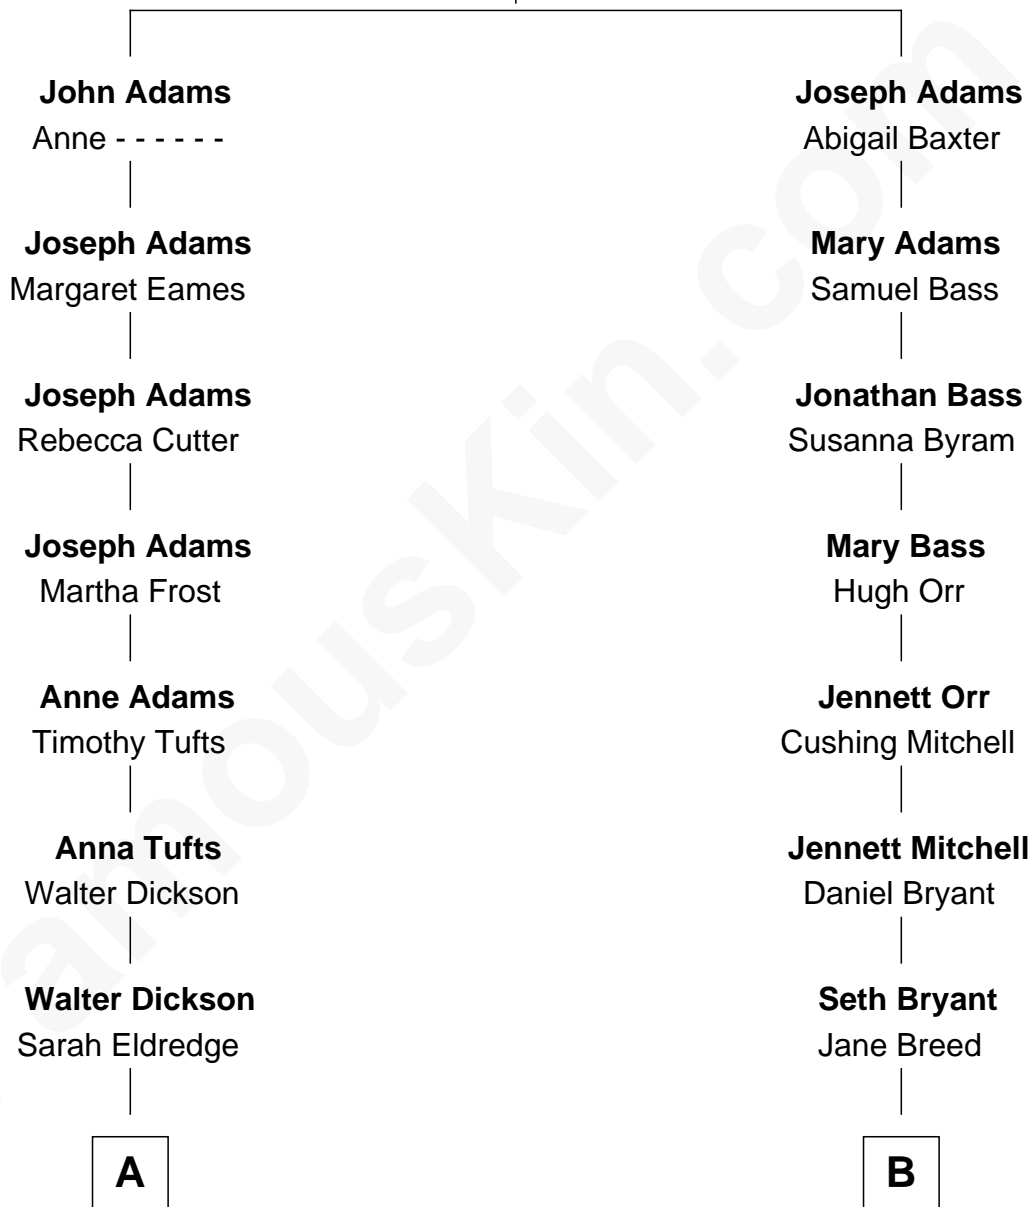 John Adams
Anne - - - - - -
Joseph Adams
Margaret Eames
Joseph Adams
Rebecca Cutter
Joseph Adams
Martha Frost
Anne Adams
Timothy Tufts
Anna Tufts
Walter Dickson
Walter Dickson
Sarah Eldredge
A
Joseph Adams
Abigail Baxter
Mary Adams
Samuel Bass
Jonathan Bass
Susanna Byram
Mary Bass
Hugh Orr
Jennett Orr
Cushing Mitchell
Jennett Mitchell
Daniel Bryant
Seth Bryant
Jane Breed
B
amouskin.com